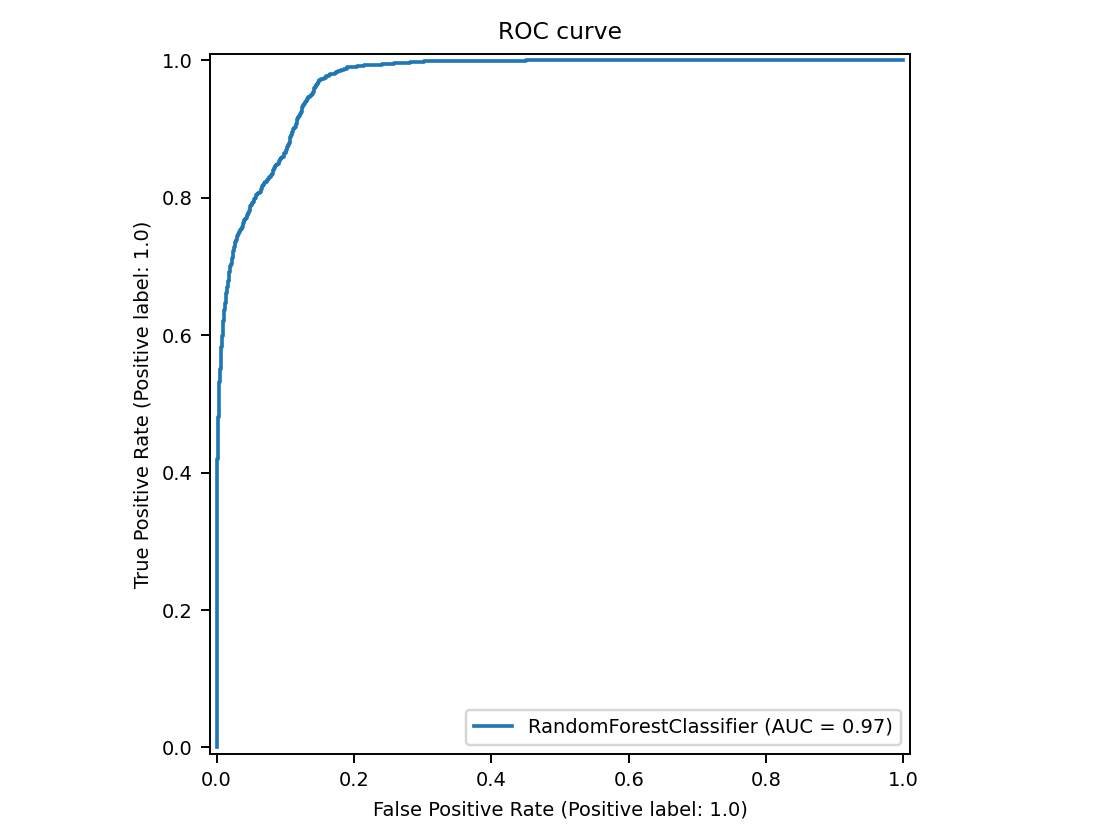 ROC curve
True Positive Rate (Positive label: 1.0)
1.0
0.8
0.6
0.4
0.2
0.0
RandomForestClassifier (AUC = 0.97)
0.0 0.2 0.4 0.6 0.8 1.0
False Positive Rate (Positive label: 1.0)